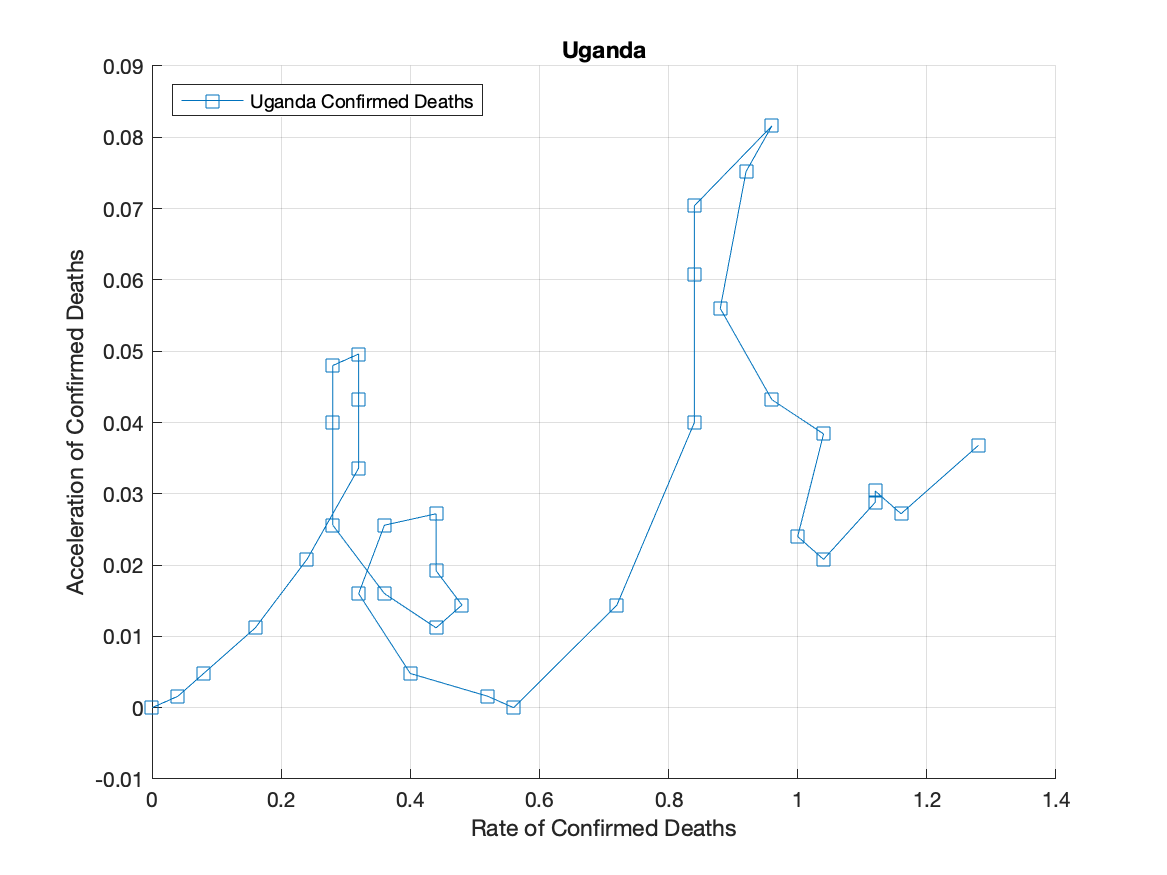 Uganda
Uganda Confirmed Deaths
0.09
0.08
0.07
0.06
0.05
0.04
0.03
0.02
0.01
0
-0.01
Acceleration of Confirmed Deaths
0 0.2 0.4 0.6 0.8 1 1.2 1.4
Rate of Confirmed Deaths